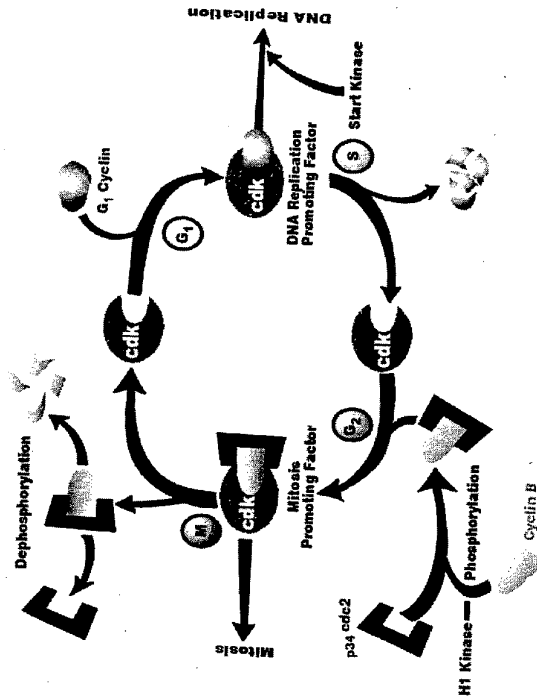 DNA Replication
G1 Cyclin
Start Kinase
G1
cdk
DNA Replication
Promoting Factor
S
cdk
cdk
Dephosphorylation
M
cdk
Mitosis
Promoting Factor
G2
Mitosis
p34 cdc2
Phosphorylation
H1 Kinase
Cyclin B